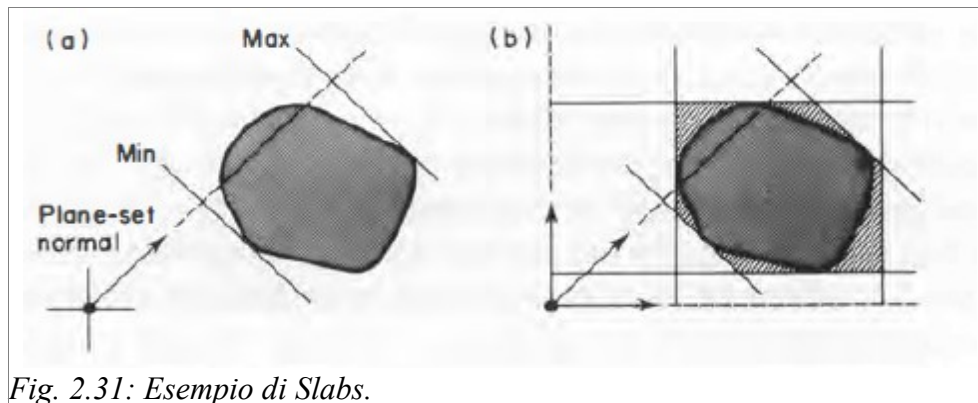 (a)
Max
Min
Plane-set
normal
(b)
Fig. 2.31: Esempio di Slabs.